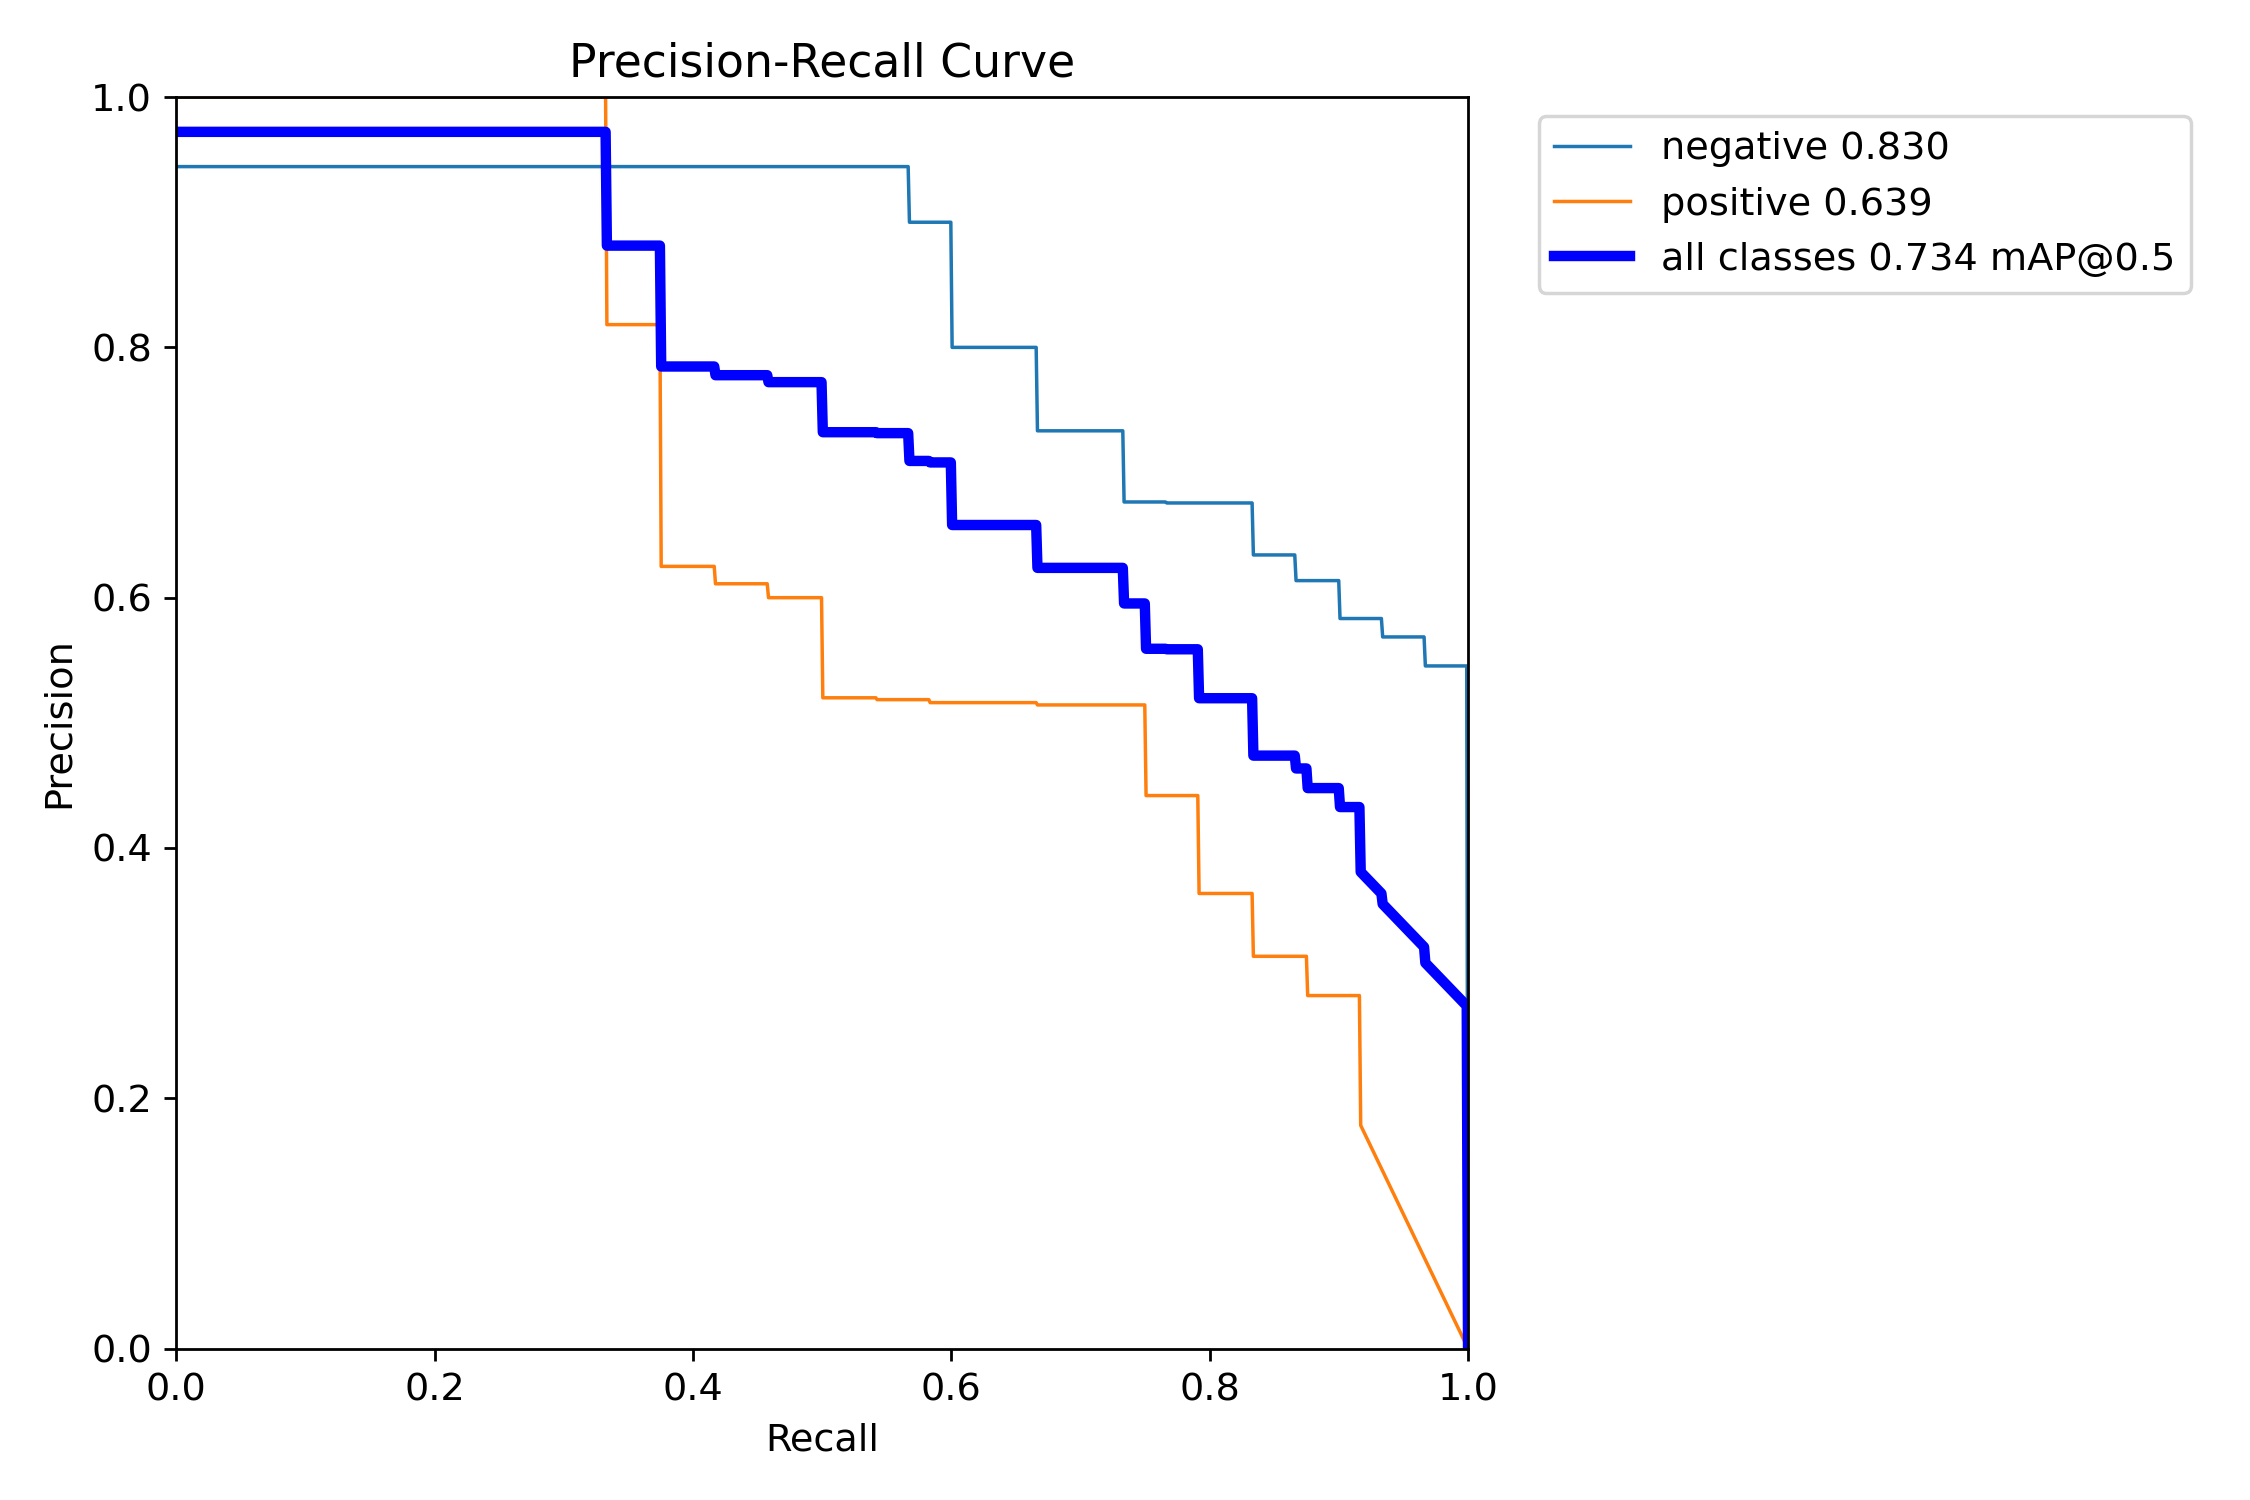 Precision-Recall Curve
1.0
0.8
0.6
0.4
0.2
0.0
Precision
0.0 0.2 0.4 0.6 0.8 1.0
Recall
negative 0.830
positive 0.639
all classes 0.734 mAP@0.5